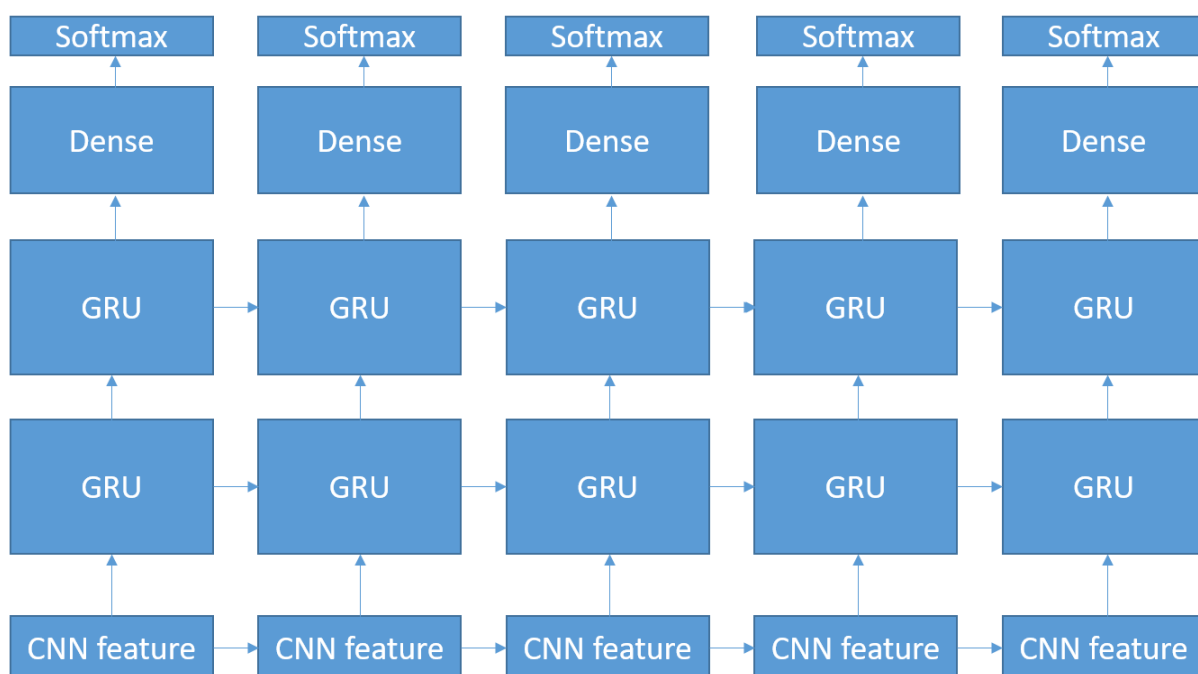 Softmax Softmax Softmax Softmax Softmax
Dense Dense Dense Dense Dense
GRU GRU GRU GRU GRU
GRU GRU GRU GRU GRU
CNN feature CNN feature CNN feature CNN feature CNN feature